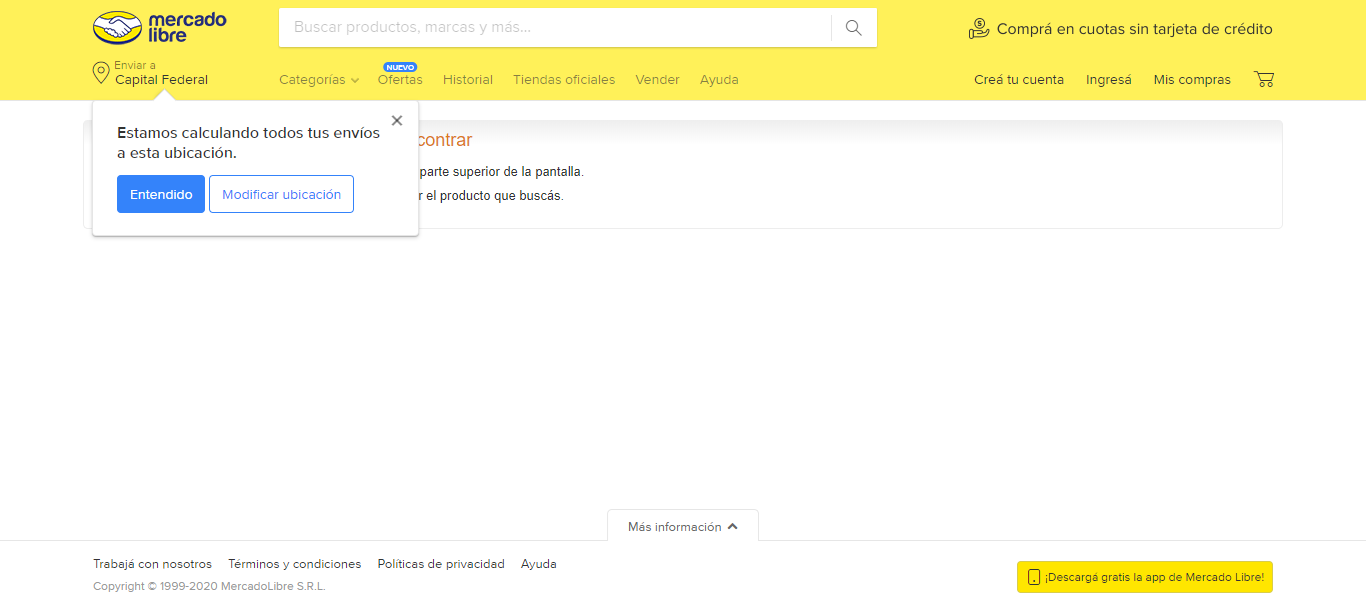 mercado
libre
Buscar productos, marcas y más...
Comprá en cuotas sin tarjeta de crédito
Enviar a
Capital Federal
Categorías
NUEVO
Ofertas
Historial
Tiendas oficiales
Vender
Ayuda
Creá tu cuenta
Ingresá
Mis compras
Estamos calculando todos tus envíos
a esta ubicación.
Entendido
Modificar ubicación
contrar
parte superior de la pantalla.
r el producto que buscás.
Más información
Trabajá con nosotros
Términos y condiciones
Políticas de privacidad
Ayuda
Copyright © 1999-2020 MercadoLibre S.R.L.
¡Descargá gratis la app de Mercado Libre!